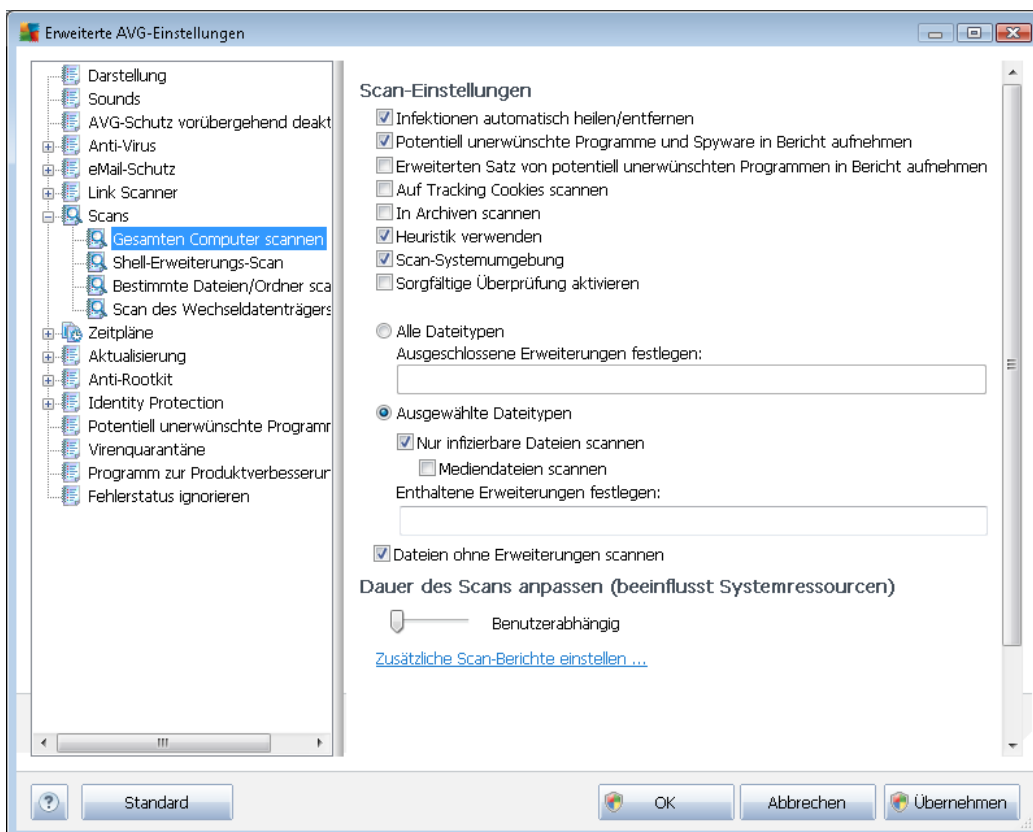 Erweiterte AVG-Einstellungen
Darstellung
Sounds
AVG-Schutz vorübergehend deakt
Anti-Virus
eMail-Schutz
Link Scanner
Scans
Gesamten Computer scannen
Shell-Erweiterungs-Scan
Bestimmte Dateien/Ordner sca
Scan des Wechseldatenträgers
Zeitpläne
Aktualisierung
Anti-Rootkit
Identity Protection
Potentiell unerwünschte Programr
Virenquarantäne
Programm zur Produktverbesserur
Fehlerstatus ignorieren
Scan-Einstellungen
Infektionen automatisch heilen/entfernen
Potentiell unerwünschte Programme und Spyware in Bericht aufnehmen
Erweiterten Satz von potentiell unerwünschten Programmen in Bericht aufnehmen
Auf Tracking Cookies scannen
In Archiven scannen
Heuristik verwenden
Scan-Systemumgebung
Sorgfältige Überprüfung aktivieren
Alle Dateitypen
Ausgeschlossene Erweiterungen festlegen:
Ausgewählte Dateitypen
Nur infizierbare Dateien scannen
Mediendateien scannen
Enthaltene Erweiterungen festlegen:
Dateien ohne Erweiterungen scannen
Dauer des Scans anpassen (beeinflusst Systemressourcen)
Benutzerabhängig
Zusätzliche Scan-Berichte einstellen ...
? Standard OK Abbrechen Übernehmen